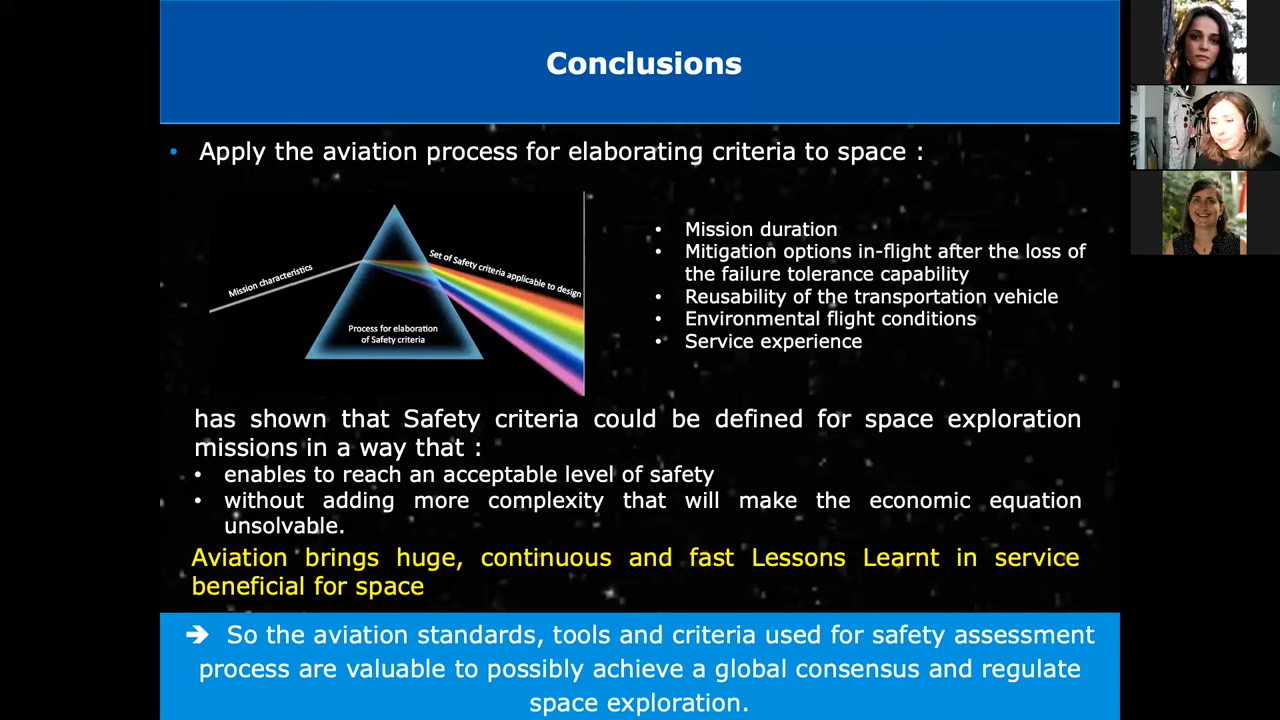 Conclusions
• Apply the aviation process for elaborating criteria to space :
Mission characteristics
Set of Safety criteria applicable to design
Process for elaboration
of Safety criteria
• Mission duration
• Mitigation options in-flight after the loss of
the failure tolerance capability
• Reusability of the transportation vehicle
• Environmental flight conditions
• Service experience
has shown that Safety criteria could be defined for space exploration
missions in a way that :
• enables to reach an acceptable level of safety
• without adding more complexity that will make the economic equation
unsolvable.
Aviation brings huge, continuous and fast Lessons Learnt in service
beneficial for space
➔ So the aviation standards, tools and criteria used for safety assessment
process are valuable to possibly achieve a global consensus and regulate
space exploration.